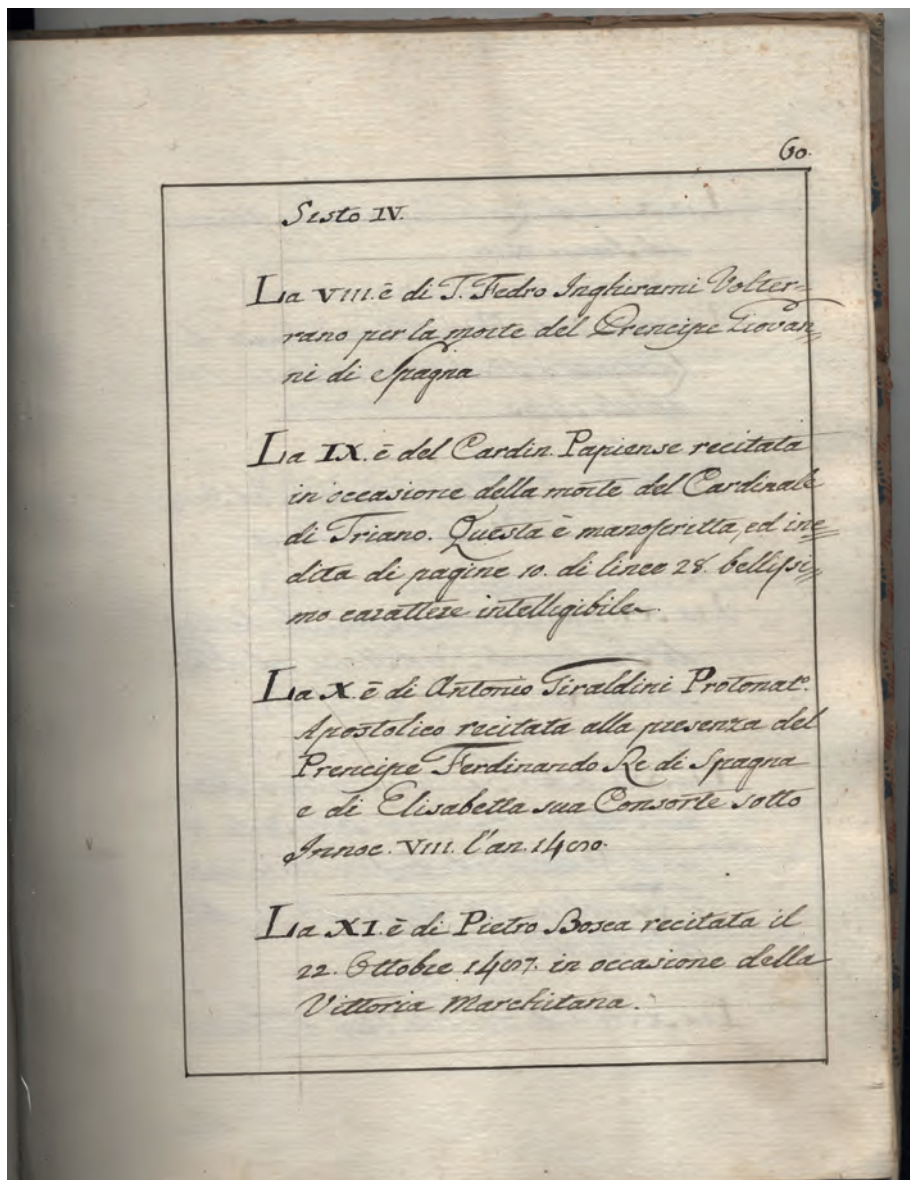 60.
Sisto IV.
La VIII. è di T. Fedro Inghirami Volter=
rano per la morte del Prencipe Giovan=
ni di Spagna
La IX. è del Cardin. Papiense recitata
in occasione della morte del Cardinale
di Triano. Questa è manoscritta, ed ine=
dita di pagine 10. di linee 28. bellissi=
mo carattere intelligibile.
La X. è di Antonio Giraldini Protonat.º
Apostolico recitata alla presenza del
Prencipe Ferdinando Re di Spagna
e di Elisabetta sua Consorte sotto
Innoc. VIII. l'an. 1480.
La XI. è di Pietro Bosca recitata il
22. Ottobre 1487. in occasione della
Vittoria Marchitana.